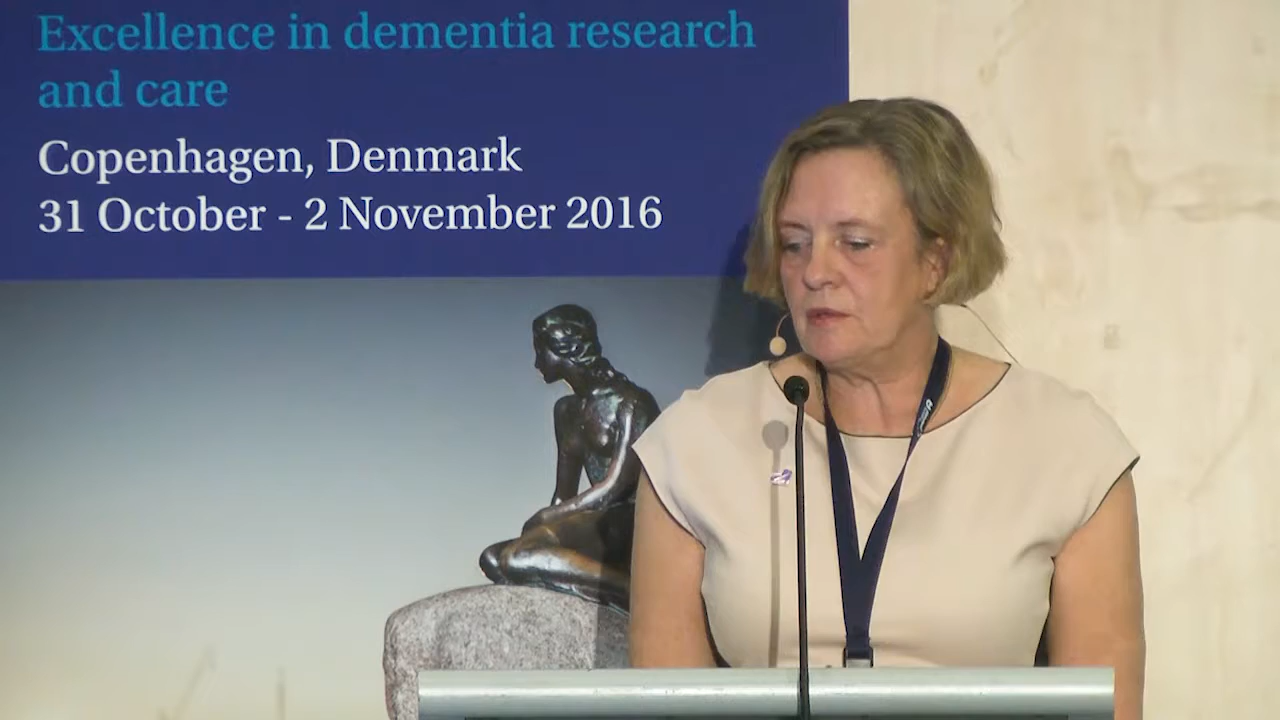 Excellence in dementia research
and care
Copenhagen, Denmark
31 October - 2 November 2016